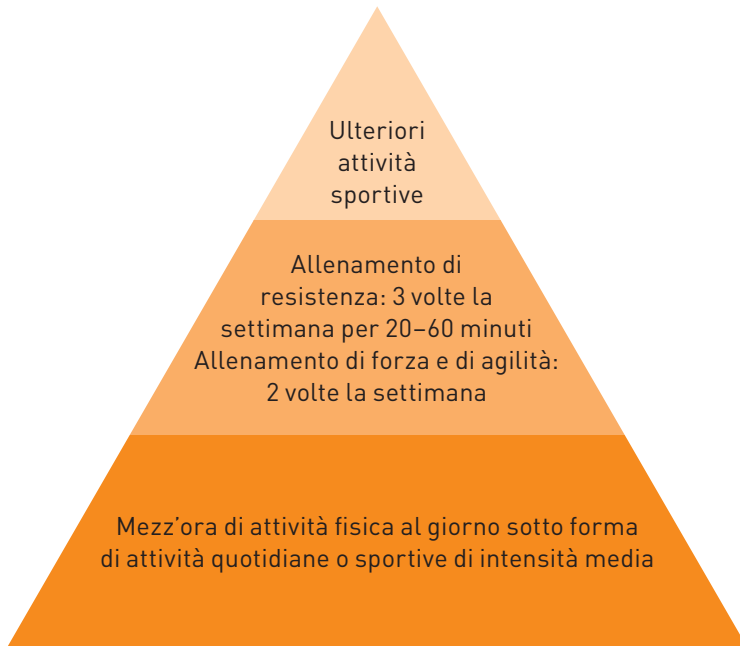 Ulteriori
attività
sportive
Allenamento di
resistenza: 3 volte la
settimana per 20–60 minuti
Allenamento di forza e di agilità:
2 volte la settimana
Mezz’ora di attività fisica al giorno sotto forma
di attività quotidiane o sportive di intensità media